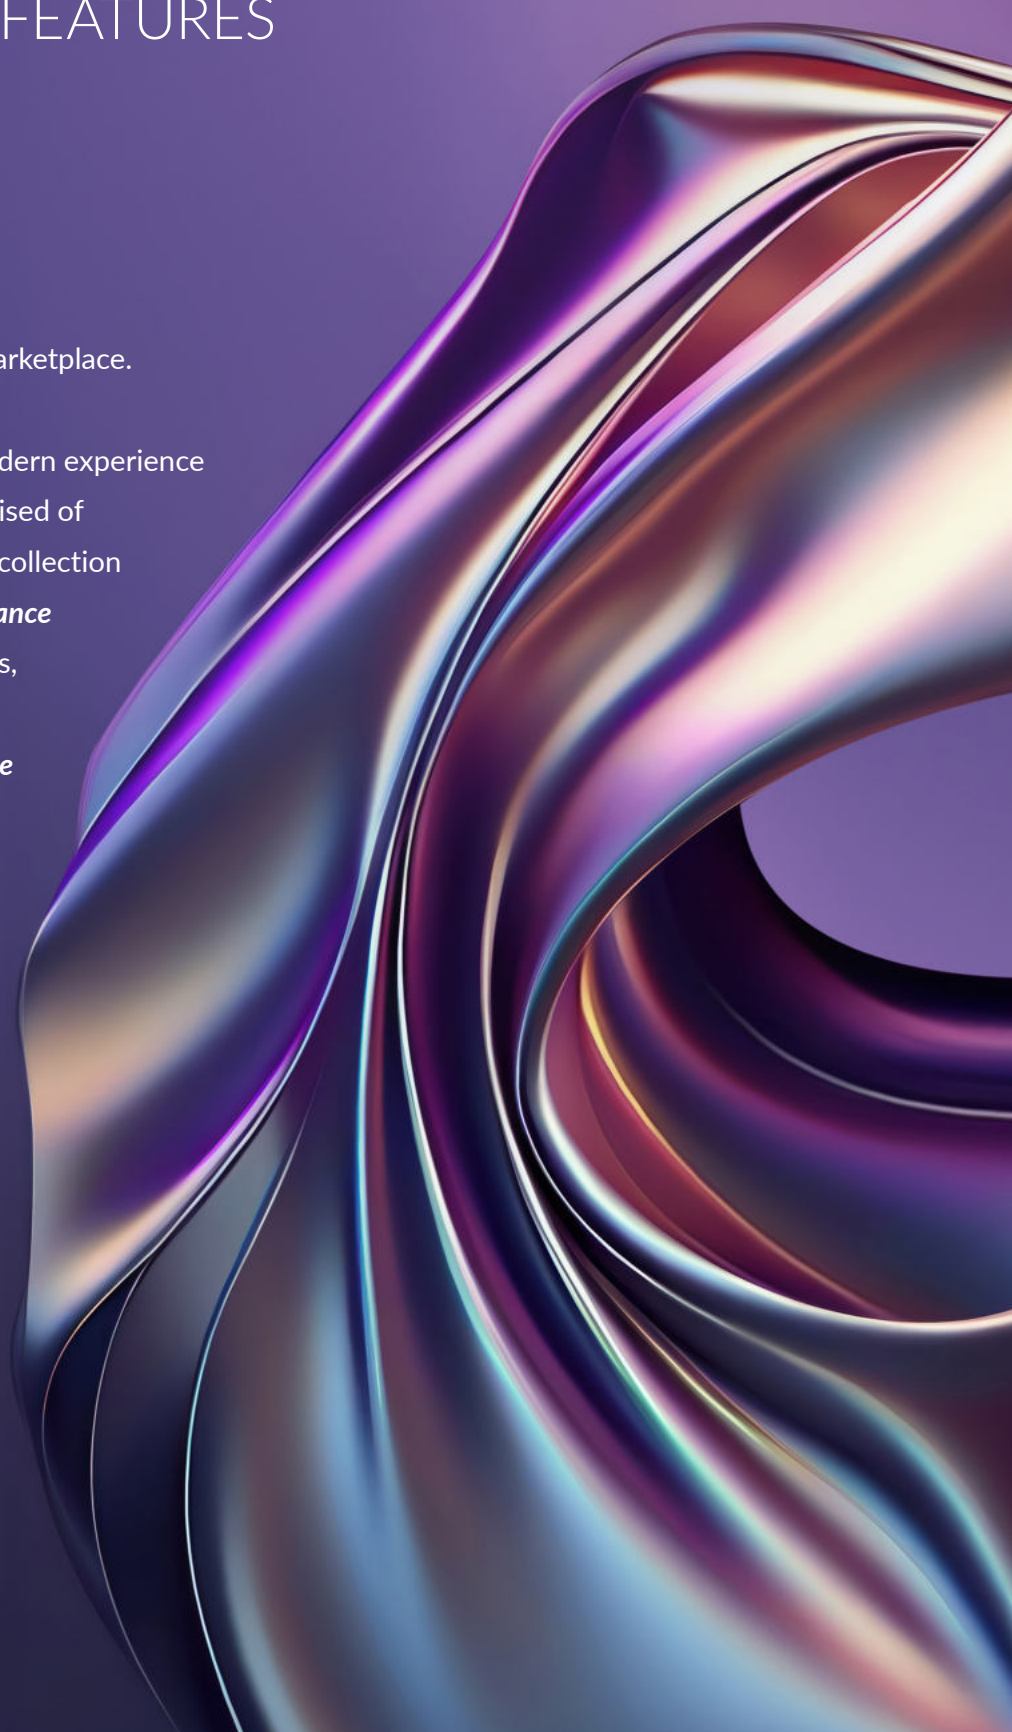 FEATURES
arketplace.
dern experience
ised of
collection
ance
s,
e